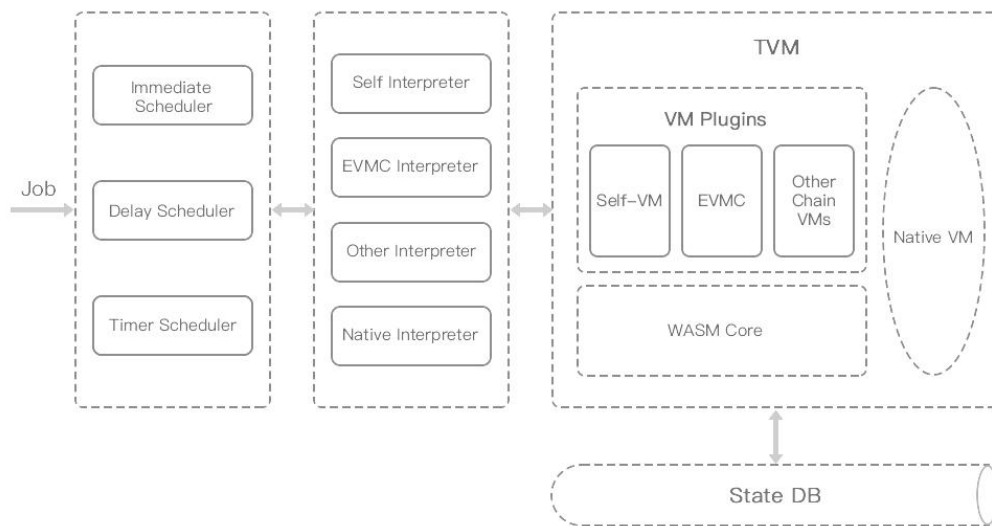 Job
Immediate
Scheduler
Delay Scheduler
Timer Scheduler
Self Interpreter
EVMC Interpreter
Other Interpreter
Native Interpreter
TVM
VM Plugins
Self-VM
EVMC
Other
Chain
VMs
WASM Core
Native VM
State DB